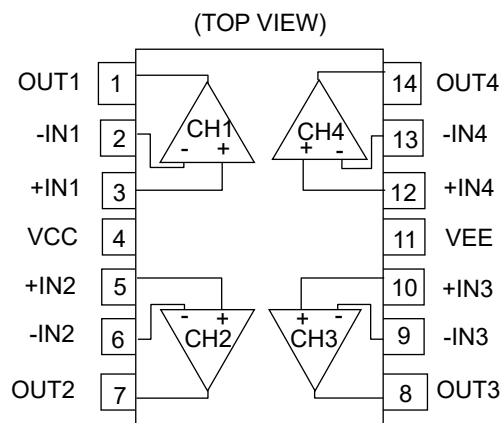 (TOP VIEW)
OUT1 1 14 OUT4
-IN1 2 CH1 CH4 13 -IN4
- + + -
+IN1 3 12 +IN4
VCC 4 11 VEE
+IN2 5 10 +IN3
- + + -
-IN2 6 CH2 CH3 9 -IN3
OUT2 7 8 OUT3